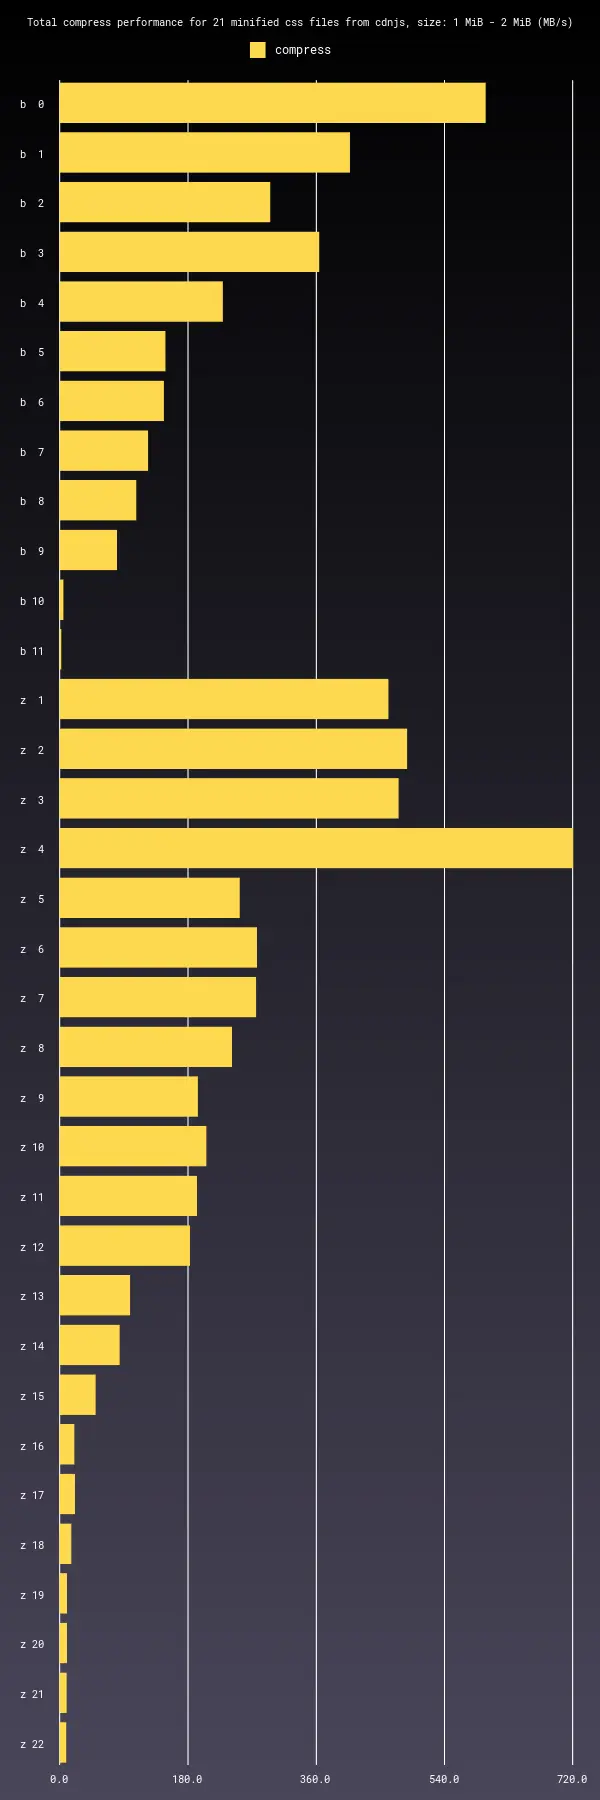 Total compress performance for 21 minified css files from cdnjs, size: 1 MiB - 2 MiB (MB/s)
compress
b  0
b  1
b  2
b  3
b  4
b  5
b  6
b  7
b  8
b  9
b 10
b 11
z  1
z  2
z  3
z  4
z  5
z  6
z  7
z  8
z  9
z 10
z 11
z 12
z 13
z 14
z 15
z 16
z 17
z 18
z 19
z 20
z 21
z 22
0.0 180.0 360.0 540.0 720.0